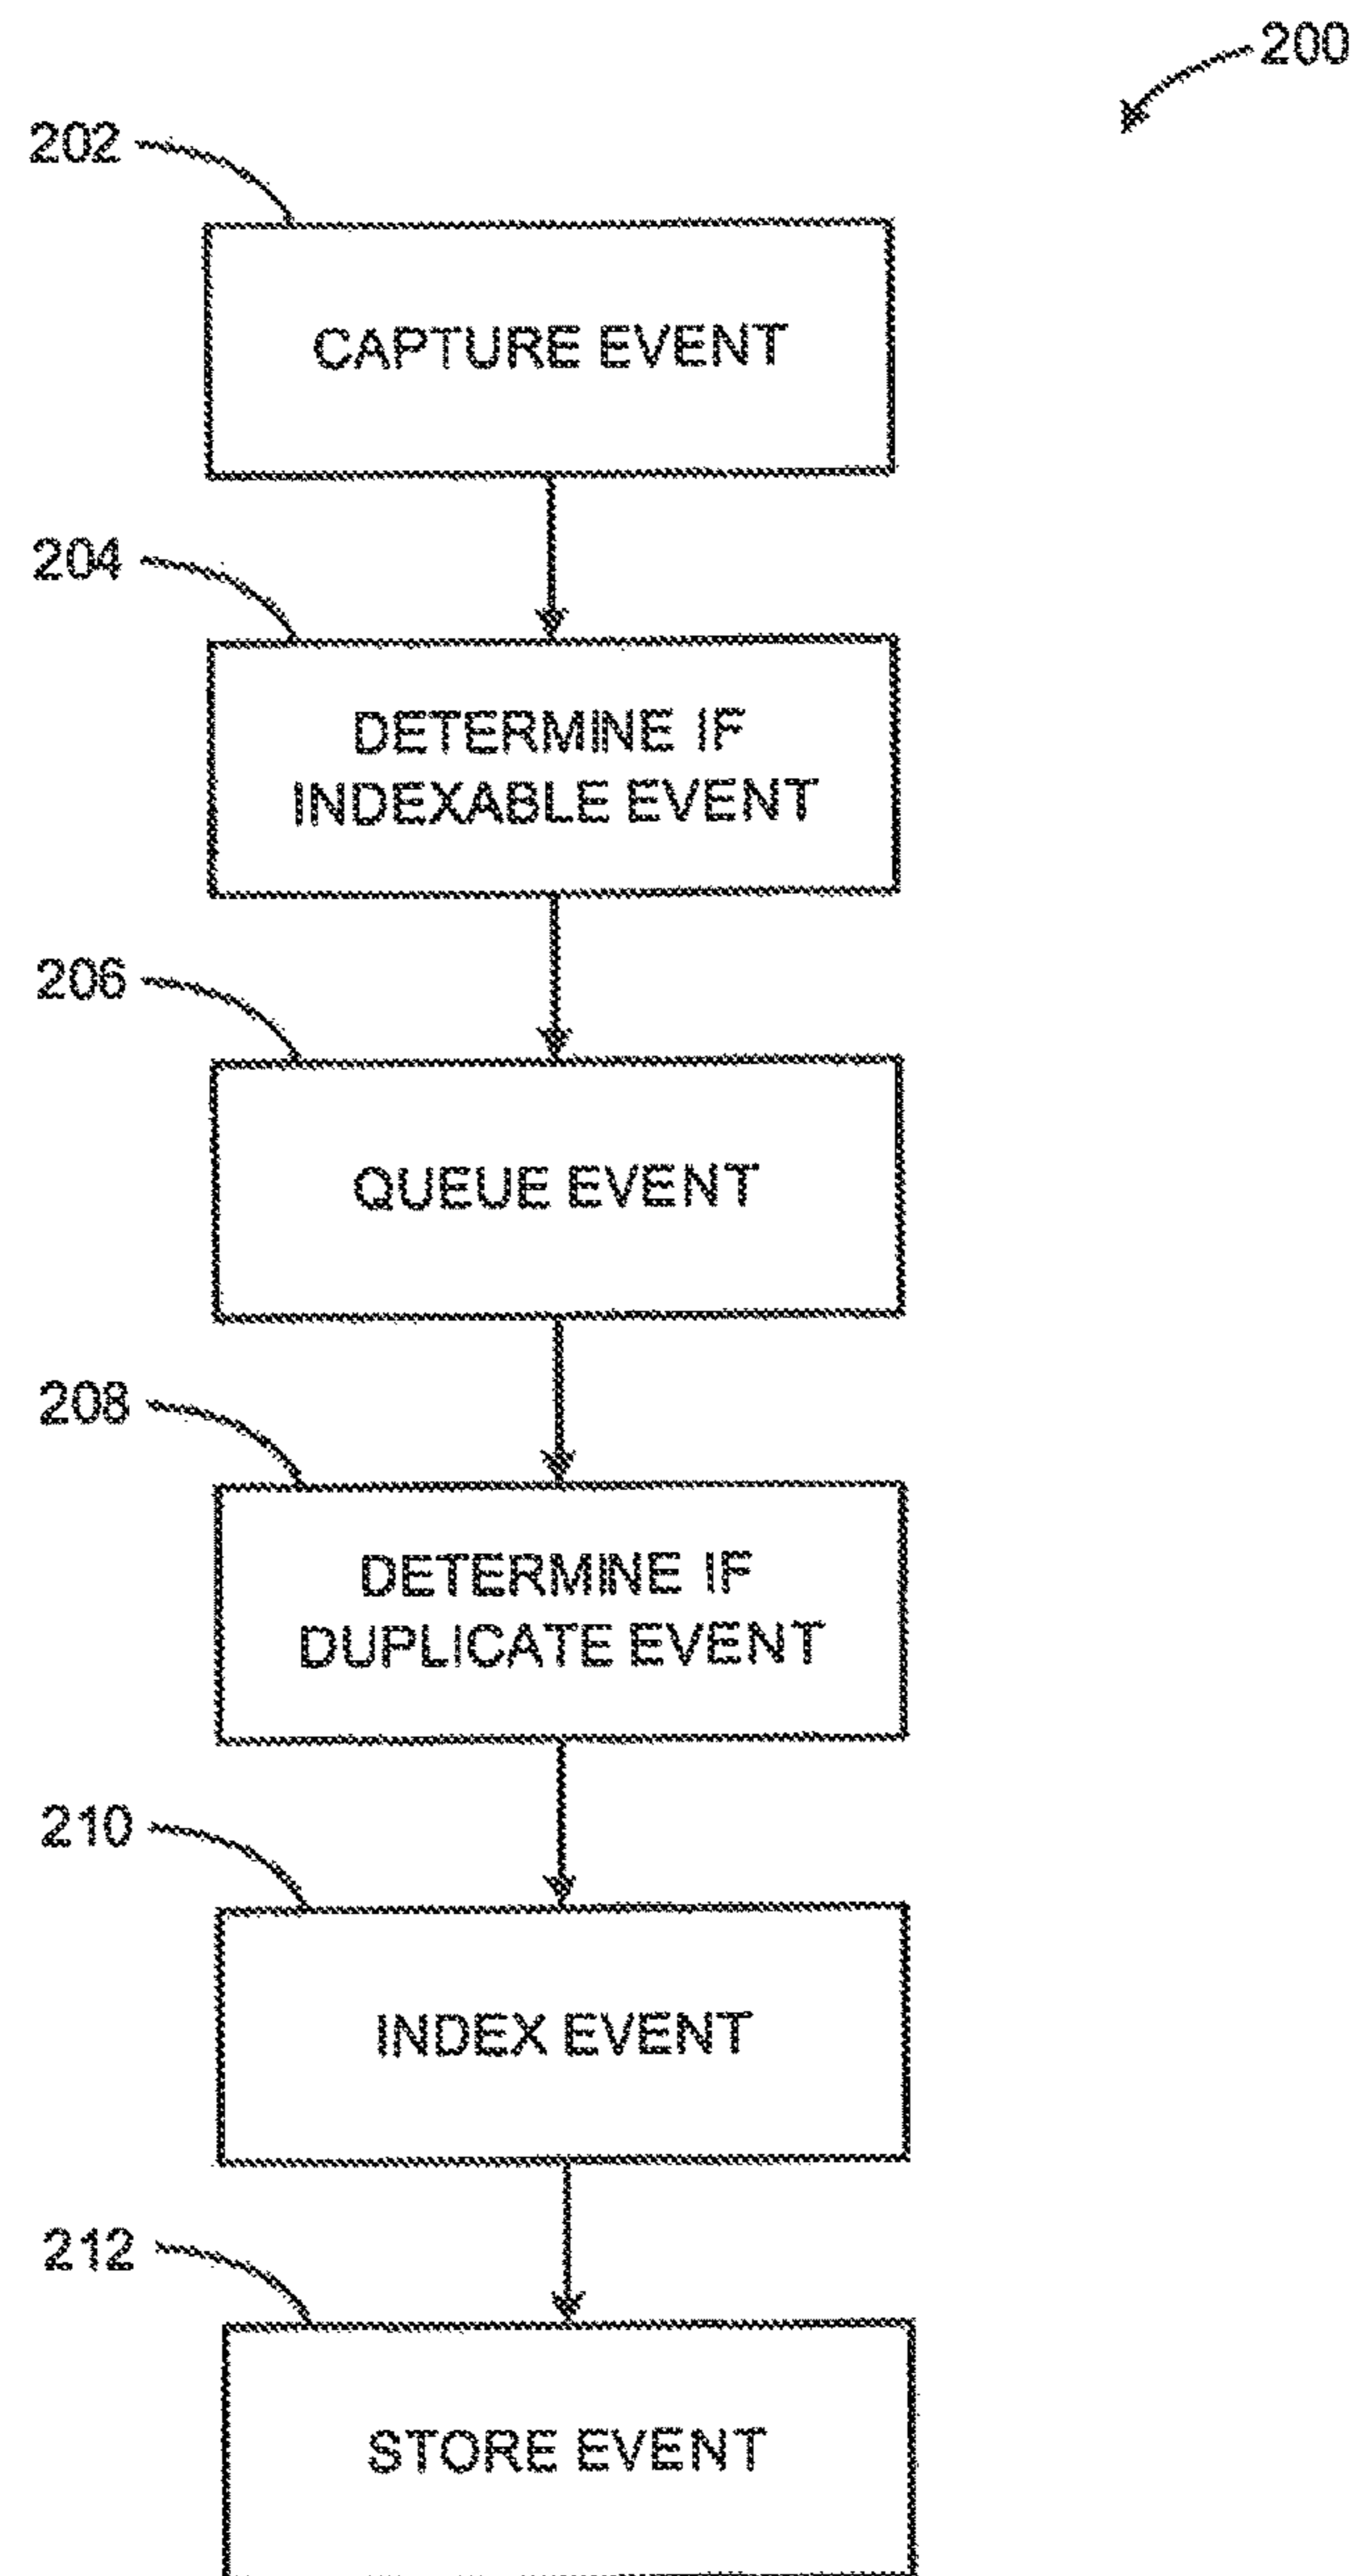 200
202
CAPTURE EVENT
204
DETERMINE IF
INDEXABLE EVENT
206
QUEUE EVENT
208
DETERMINE IF
DUPLICATE EVENT
210
INDEX EVENT
212
STORE EVENT